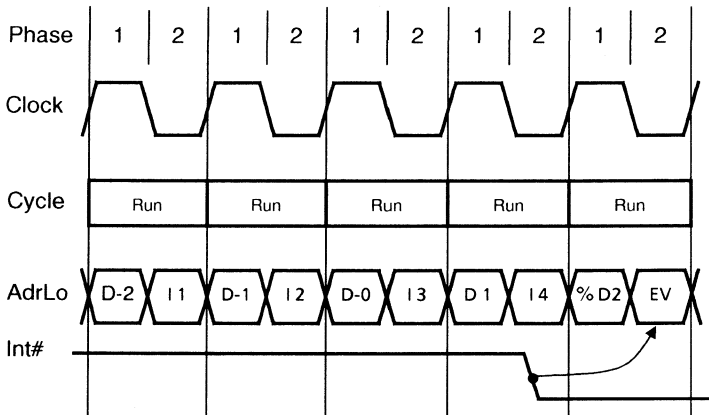 Phase 1 2 1 2 1 2 1 2 1 2
Clock
Cycle Run Run Run Run Run
AdrLo D-2 I1 D-1 I2 D-0 I3 D1 I4 %D2 EV
Int#